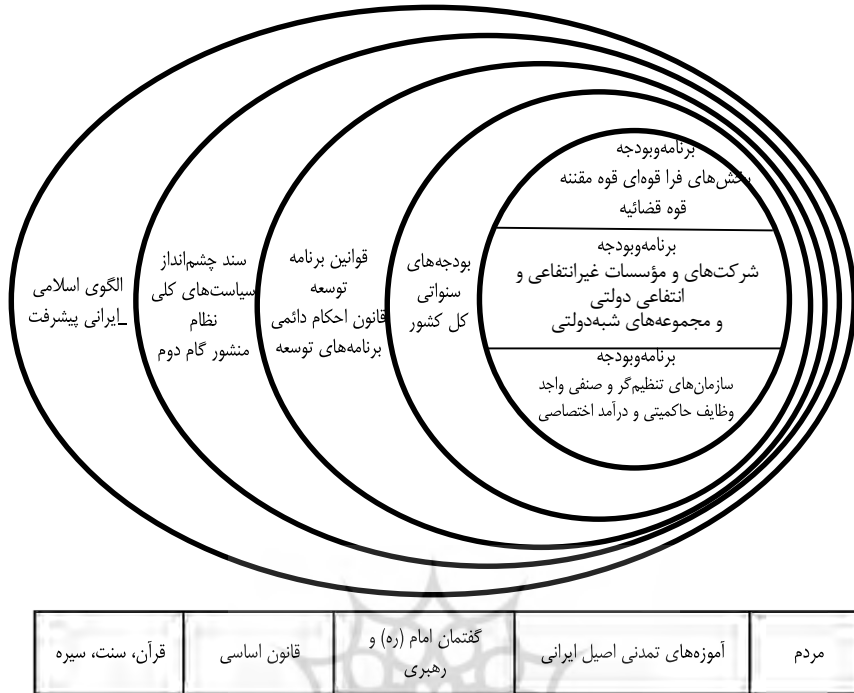 برنامه‌وبودجه
بخش‌های فرا قوه‌ای قوه مقننه
قوه قضائیه
برنامه‌وبودجه
شرکت‌های و مؤسسات غیرانتفاعی و
انتفاعی دولتی
و مجموعه‌های شبه‌دولتی
برنامه‌وبودجه
سازمان‌های تنظیم‌گر و صنفی واجد
وظایف حاکمیتی و درآمد اختصاصی
بودجه‌های
سنواتی
کل کشور
قوانین برنامه
توسعه
قانون احکام دائمی
برنامه‌های توسعه
سند چشم‌انداز
سیاست‌های کلی
نظام
منشور گام دوم
الگوی اسلامی
_ایرانی پیشرفت
مردم
آموزه‌های تمدنی اصیل ایرانی
گفتمان امام (ره) و
رهبری
قانون اساسی
قرآن، سنت، سیره